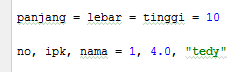 panjang = lebar = tinggi = 10
no, ipk, nama = 1, 4.0, "tedy"